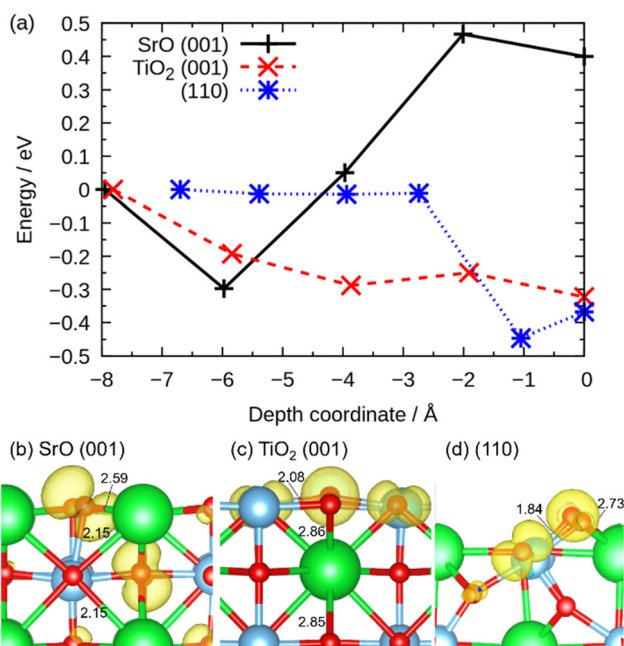 (a)
SrO (001)
TiO₂ (001)
(110)
Energy / eV
0.5
0.4
0.3
0.2
0.1
0
−0.1
−0.2
−0.3
−0.4
−0.5
−8 −7 −6 −5 −4 −3 −2 −1 0
Depth coordinate / Å
(b) SrO (001) (c) TiO₂ (001) (d) (110)
2.59
2.15
2.15
2.08
2.86
2.85
1.84
2.73